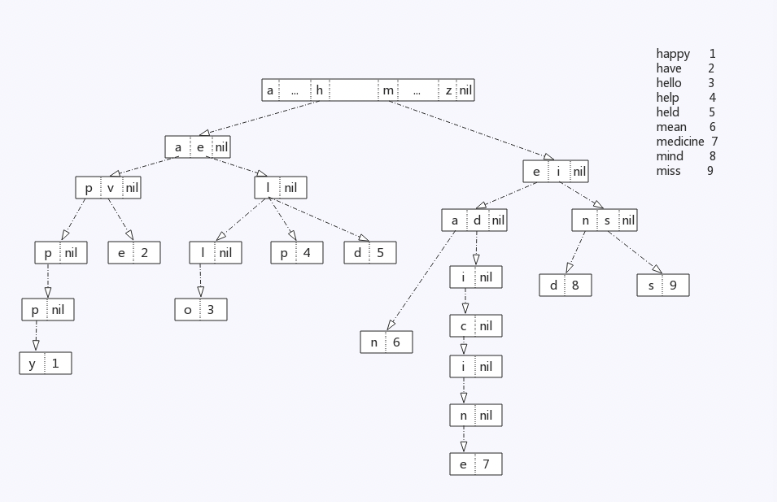 happy 1
have 2
hello 3
help 4
held 5
mean 6
medicine 7
mind 8
miss 9
a ... h m ... z nil
a e nil
e i nil
p v nil
l nil
a d nil
n s nil
p nil
e 2
l nil
p 4
d 5
i nil
d 8
s 9
p nil
o 3
c nil
n 6
y 1
i nil
n nil
e 7